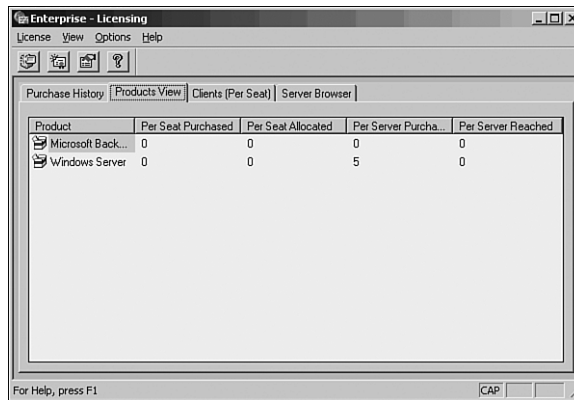 Enterprise - Licensing
License View Options Help
Purchase History Products View Clients (Per Seat) Server Browser
Product Per Seat Purchased Per Seat Allocated Per Server Purcha... Per Server Reached
Microsoft Back... 0 0 0 0
Windows Server 0 0 5 0
For Help, press F1 CAP